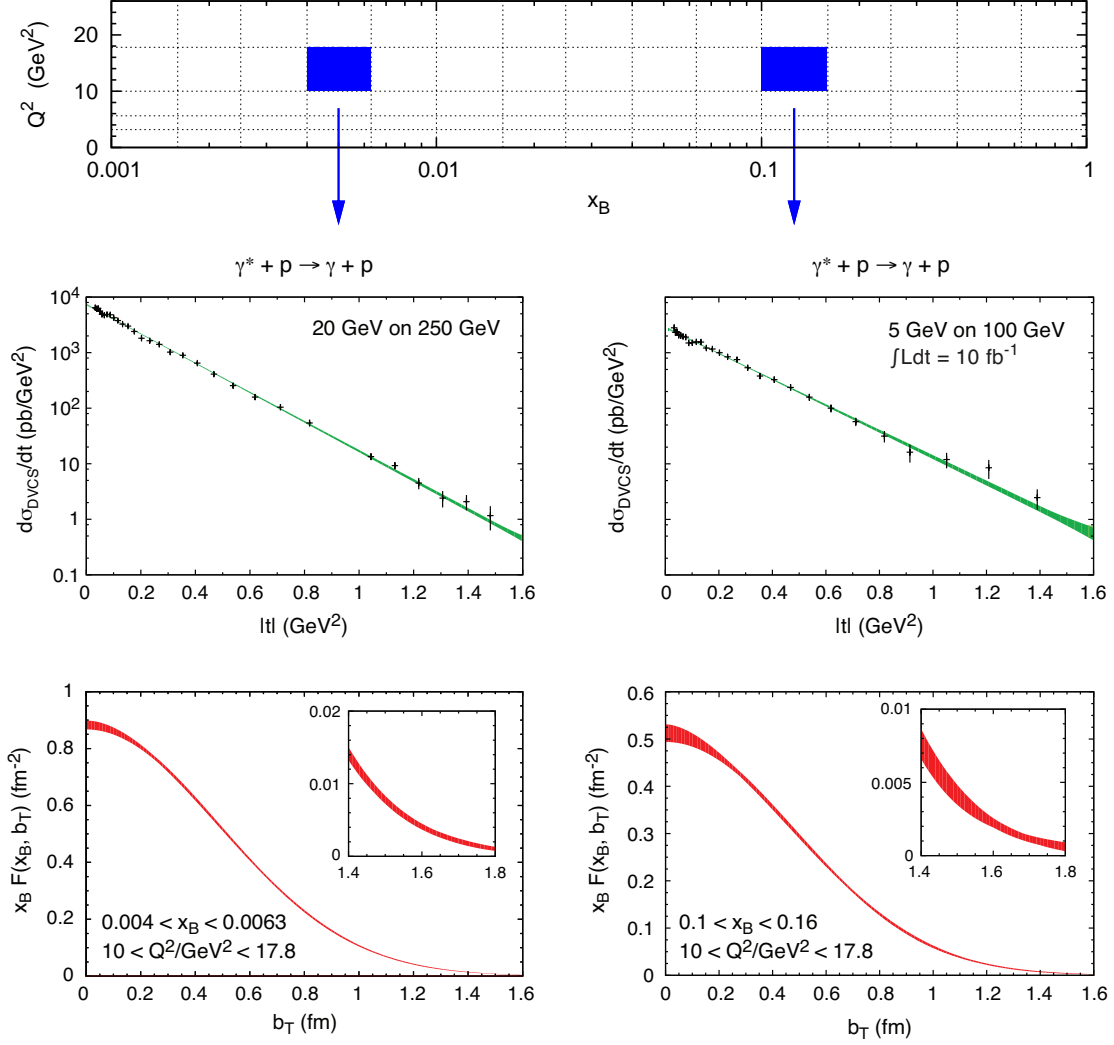 Q² (GeV²)
20
10
0
0.001 0.01 0.1 1
x_B
γ* + p → γ + p
γ* + p → γ + p
20 GeV on 250 GeV
dσ_DVCS/dt (pb/GeV²)
10⁴
10³
10²
10
1
0.1
0 0.2 0.4 0.6 0.8 1 1.2 1.4 1.6
|t| (GeV²)
5 GeV on 100 GeV
∫Ldt = 10 fb⁻¹
dσ_DVCS/dt (pb/GeV²)
10⁴
10³
10²
10
1
0.1
0 0.2 0.4 0.6 0.8 1 1.2 1.4 1.6
|t| (GeV²)
x_B F(x_B, b_T) (fm⁻²)
1
0.8
0.6
0.4
0.2
0
0 0.2 0.4 0.6 0.8 1 1.2 1.4 1.6
b_T (fm)
0.02
0.01
0
1.4 1.6 1.8
0.004 < x_B < 0.0063
10 < Q²/GeV² < 17.8
x_B F(x_B, b_T) (fm⁻²)
0.6
0.5
0.4
0.3
0.2
0.1
0
0 0.2 0.4 0.6 0.8 1 1.2 1.4 1.6
b_T (fm)
0.01
0.005
0
1.4 1.6 1.8
0.1 < x_B < 0.16
10 < Q²/GeV² < 17.8